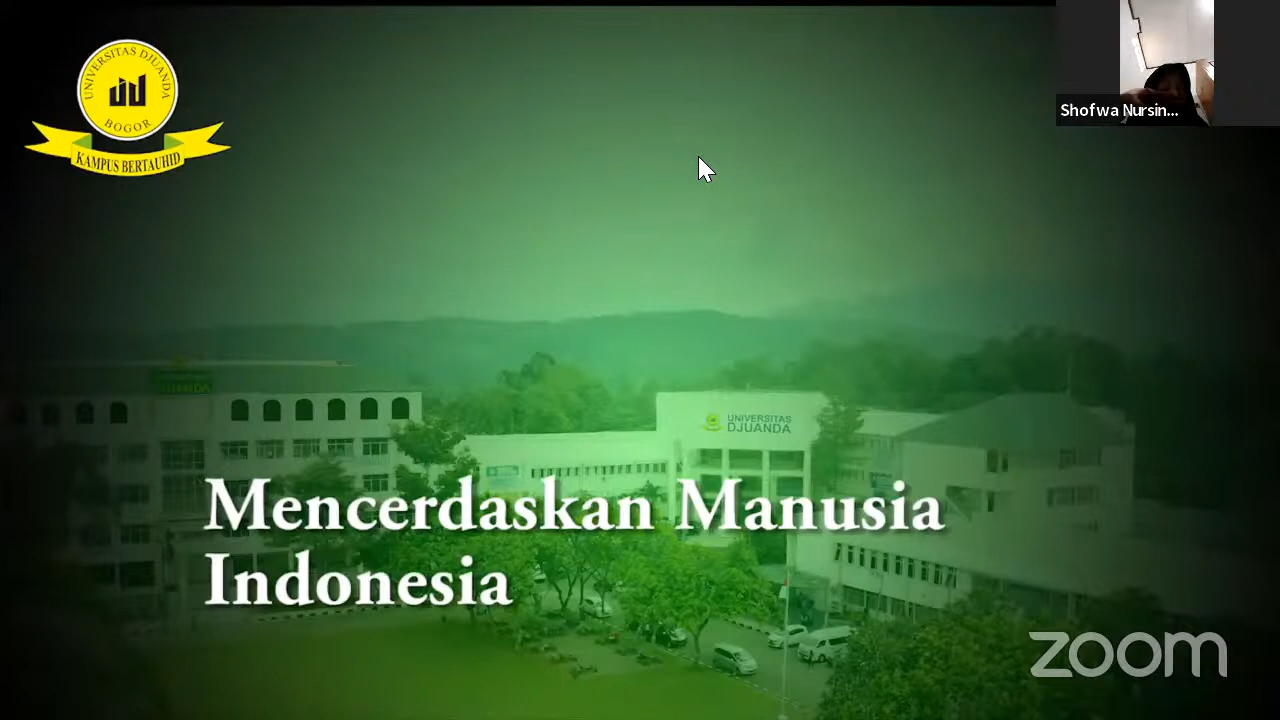 UNIVERSITAS DJUANDA
BOGOR
KAMPUS BERTAUHID
Shofwa Nursin...
UNIVERSITAS
DJUANDA
Mencerdaskan Manusia
Indonesia
zoom